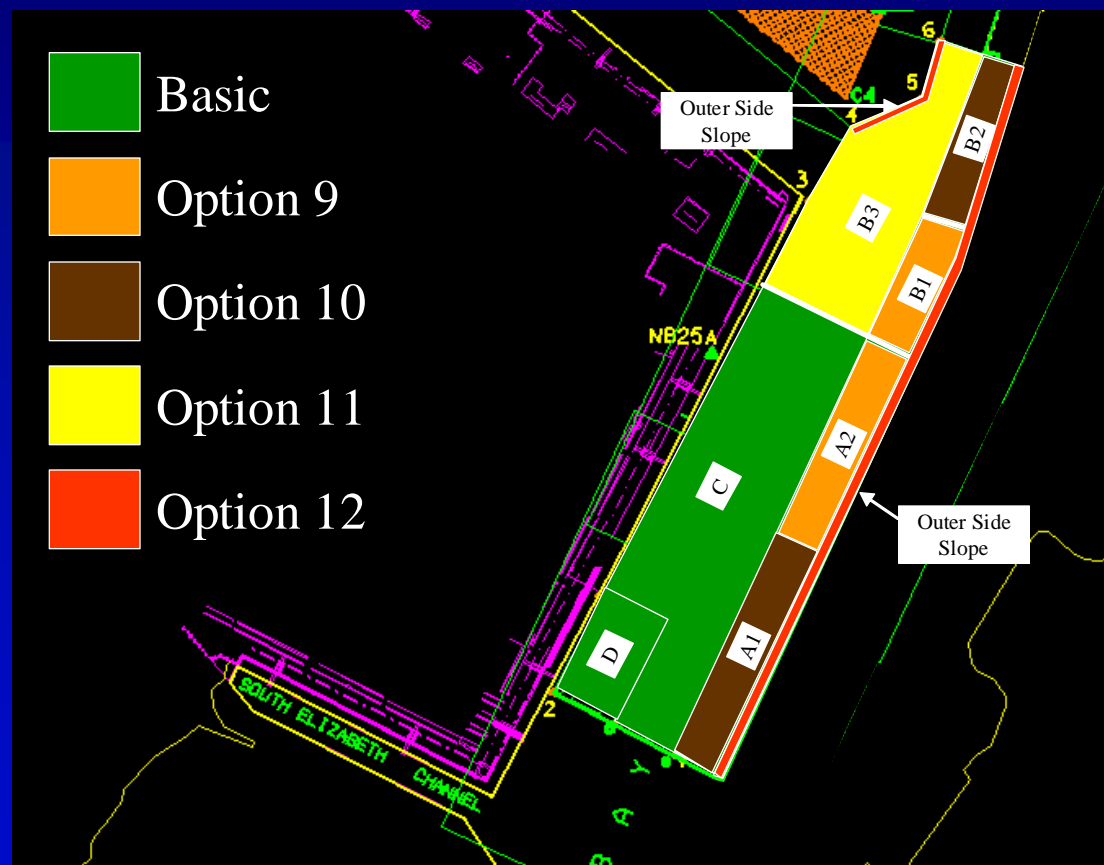 Basic
Option 9
Option 10
Option 11
Option 12
6
5
C4
4
Outer Side
Slope
3
B2
B3
B1
NB25A
A2
C
Outer Side
Slope
A1
D
2
SOUTH ELIZABETH CHANNEL
B A Y